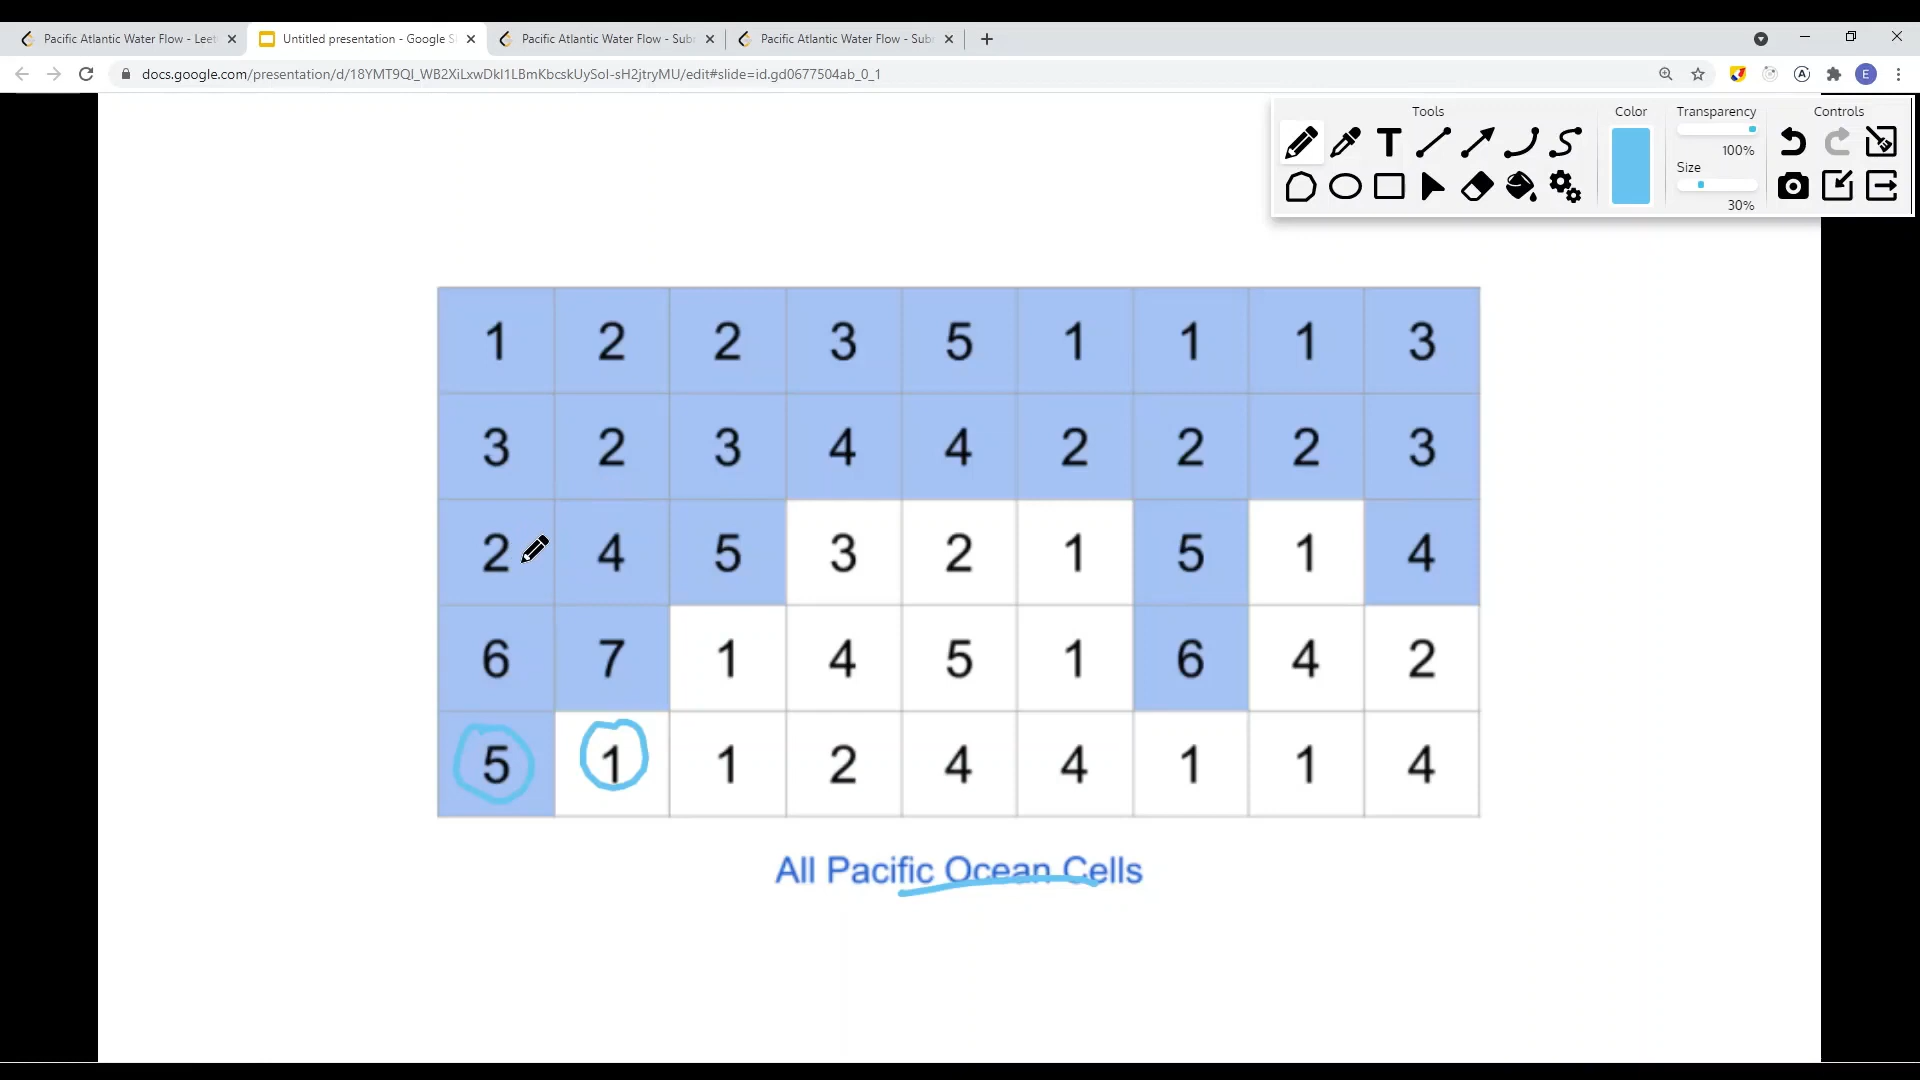 Pacific Atlantic Water Flow - Leet
Untitled presentation - Google S
Pacific Atlantic Water Flow - Sub
Pacific Atlantic Water Flow - Sub
docs.google.com/presentation/d/18YMT9QI_WB2XiLxwDkI1LBmKbcskUySoI-sH2jtryMU/edit#slide=id.gd0677504ab_0_1
E
Tools Color Transparency Controls
100%
Size
30%
T
A
1 2 2 3 5 1 1 1 3
3 2 3 4 4 2 2 2 3
2 4 5 3 2 1 5 1 4
6 7 1 4 5 1 6 4 2
5 1 1 2 4 4 1 1 4
All Pacific Ocean Cells